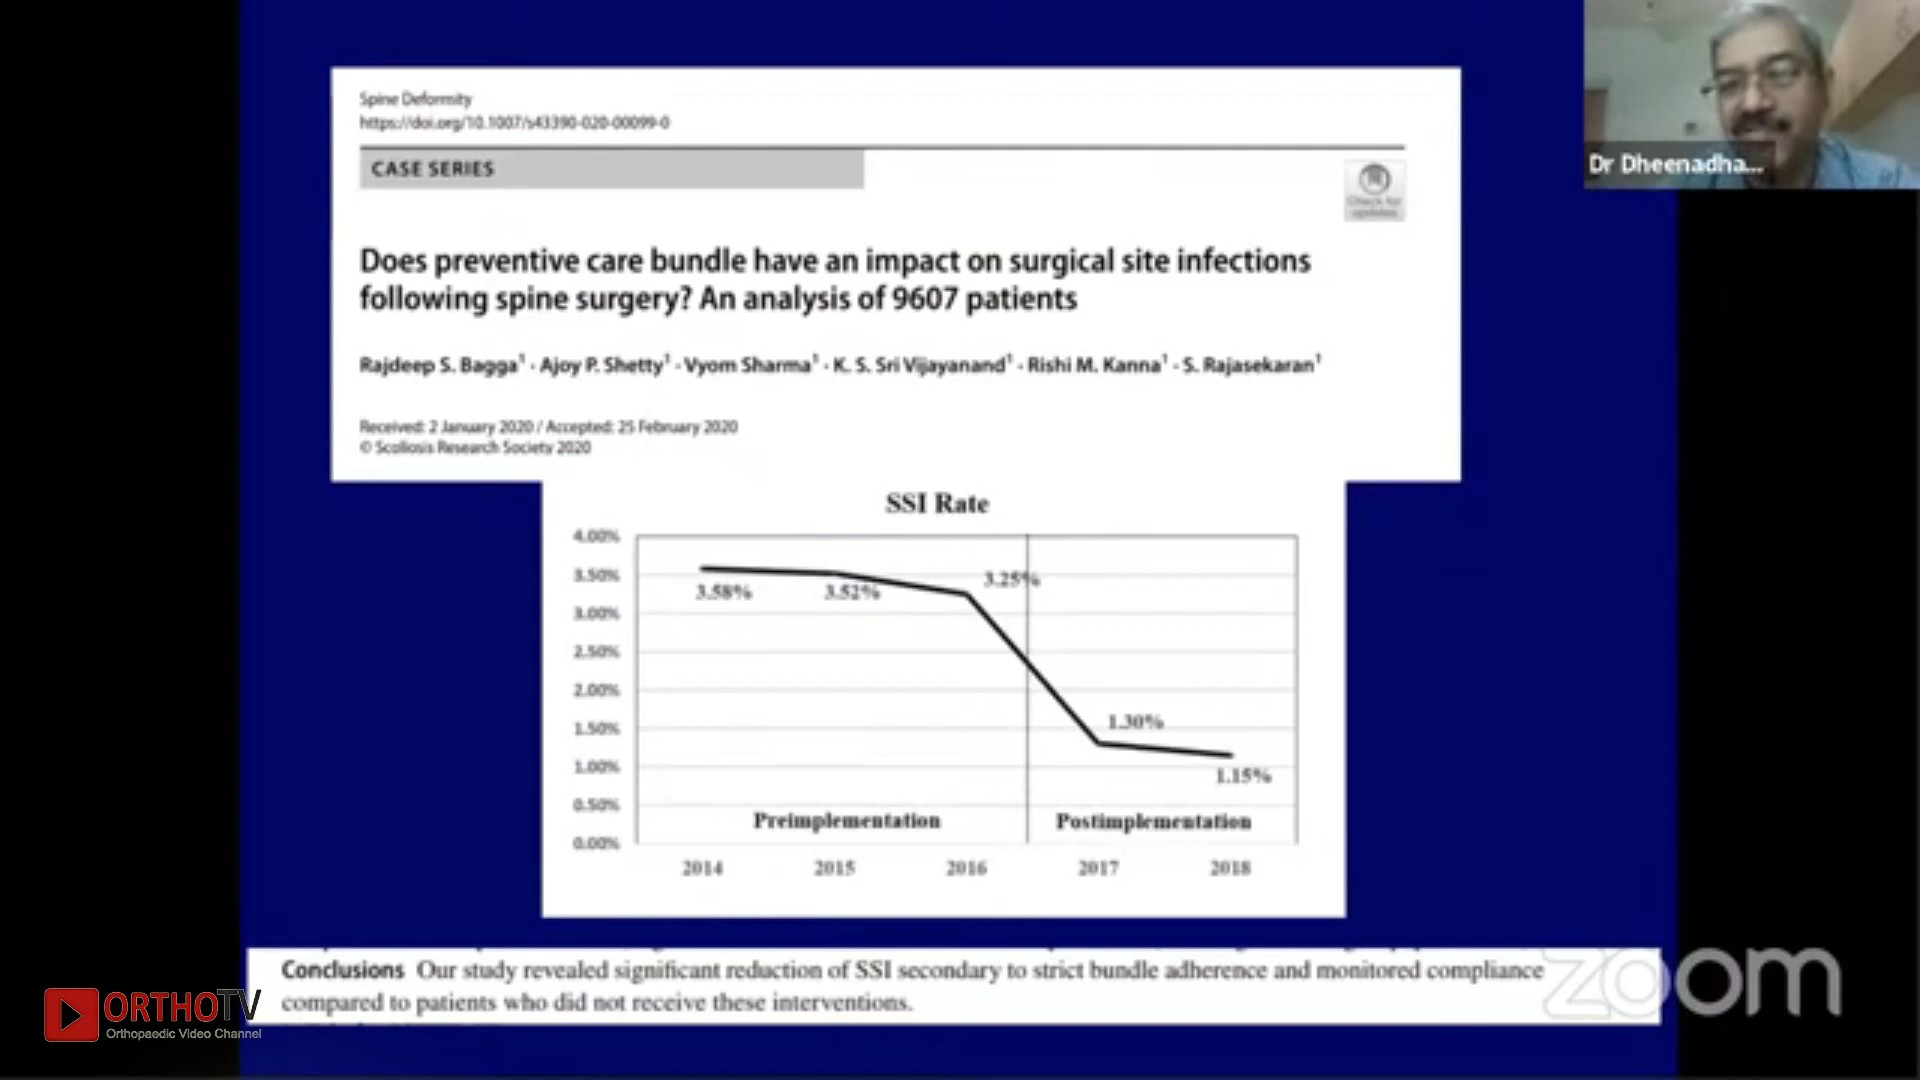 Spine Deformity
https://doi.org/10.1007/s43390-020-00099-0
CASE SERIES
Check for
updates
Does preventive care bundle have an impact on surgical site infections
following spine surgery? An analysis of 9607 patients
Rajdeep S. Bagga¹ · Ajoy P. Shetty¹ · Vyom Sharma¹ · K. S. Sri Vijayanand¹ · Rishi M. Kanna¹ · S. Rajasekaran¹
Received: 2 January 2020 / Accepted: 25 February 2020
© Scoliosis Research Society 2020
Dr Dheenadha...
SSI Rate
4.00%
3.50%
3.00%
2.50%
2.00%
1.50%
1.00%
0.50%
0.00%
3.58%
3.52%
3.25%
1.30%
1.15%
Preimplementation
Postimplementation
2014 2015 2016 2017 2018
Conclusions Our study revealed significant reduction of SSI secondary to strict bundle adherence and monitored compliance
compared to patients who did not receive these interventions.
zoom
ORTHOTV
Orthopaedic Video Channel